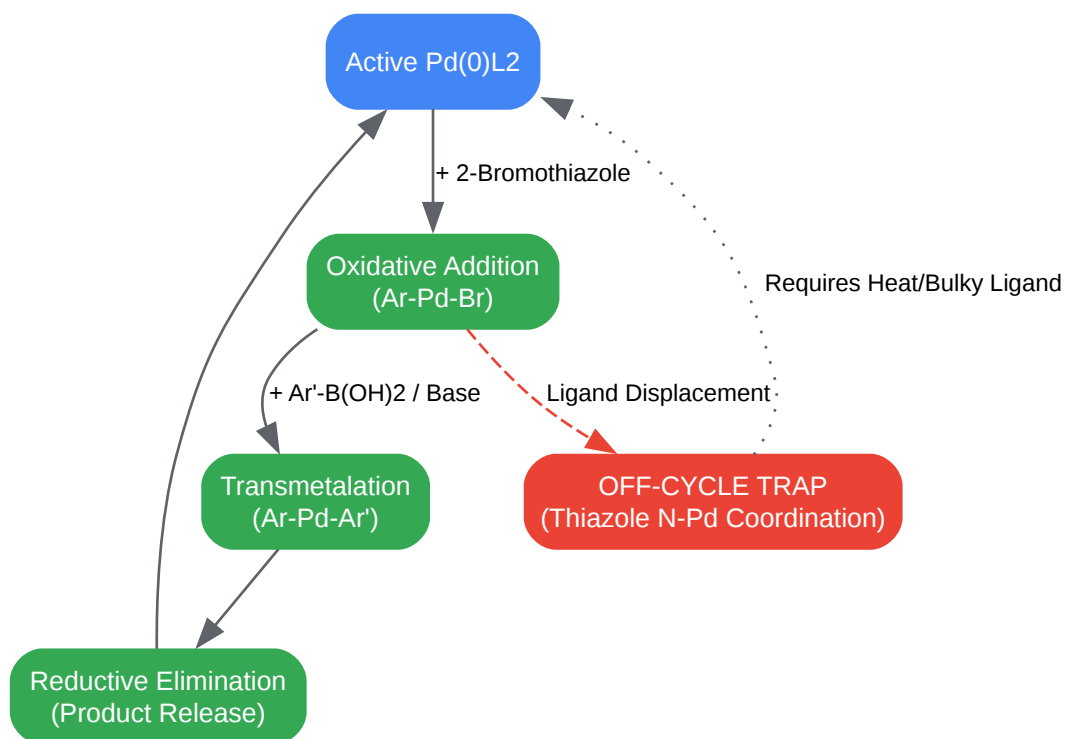 Active Pd(0)L2
+ 2-Bromothiazole
Oxidative Addition
(Ar-Pd-Br)
Requires Heat/Bulky Ligand
+ Ar'-B(OH)2 / Base
Ligand Displacement
Transmetalation
(Ar-Pd-Ar')
OFF-CYCLE TRAP
(Thiazole N-Pd Coordination)
Reductive Elimination
(Product Release)